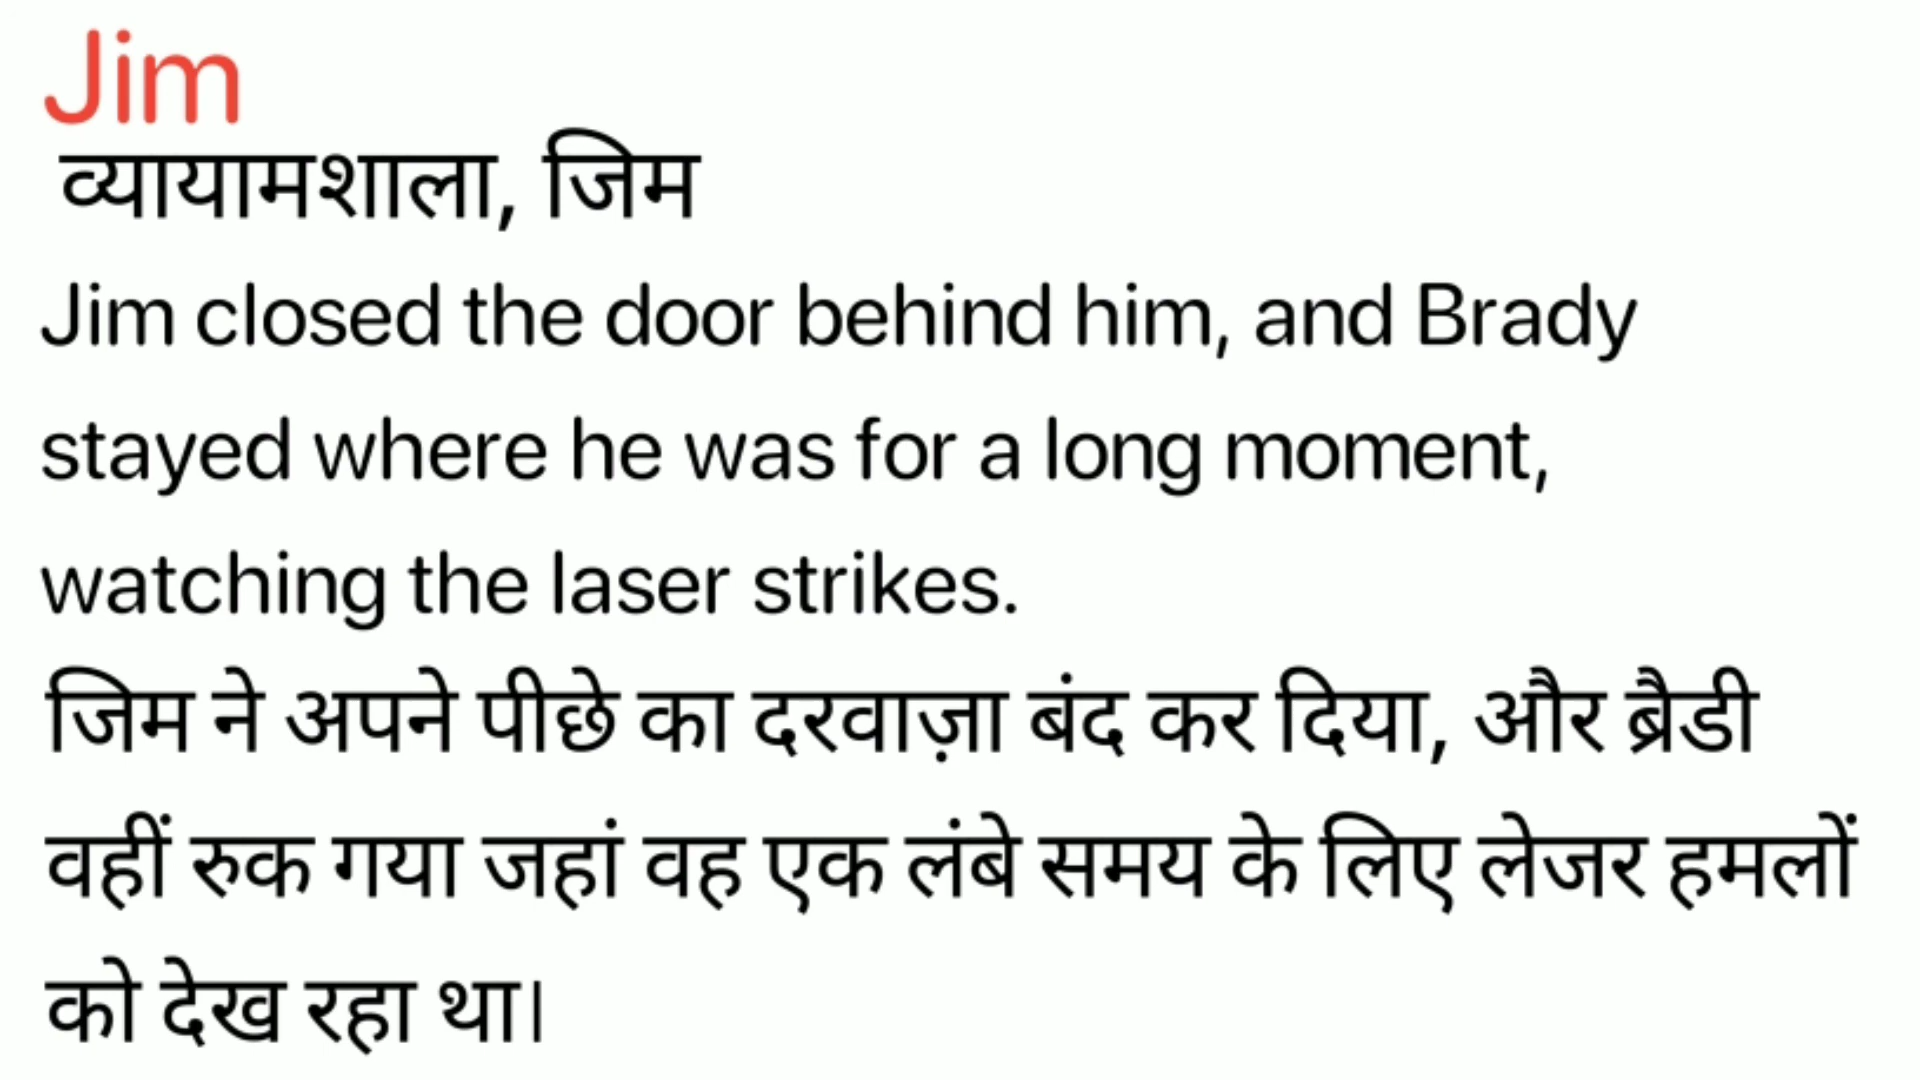 Jim
व्यायामशाला, जिम
Jim closed the door behind him, and Brady
stayed where he was for a long moment,
watching the laser strikes.
जिम ने अपने पीछे का दरवाज़ा बंद कर दिया, और ब्रैडी
वहीं रुक गया जहां वह एक लंबे समय के लिए लेजर हमलों
को देख रहा था।